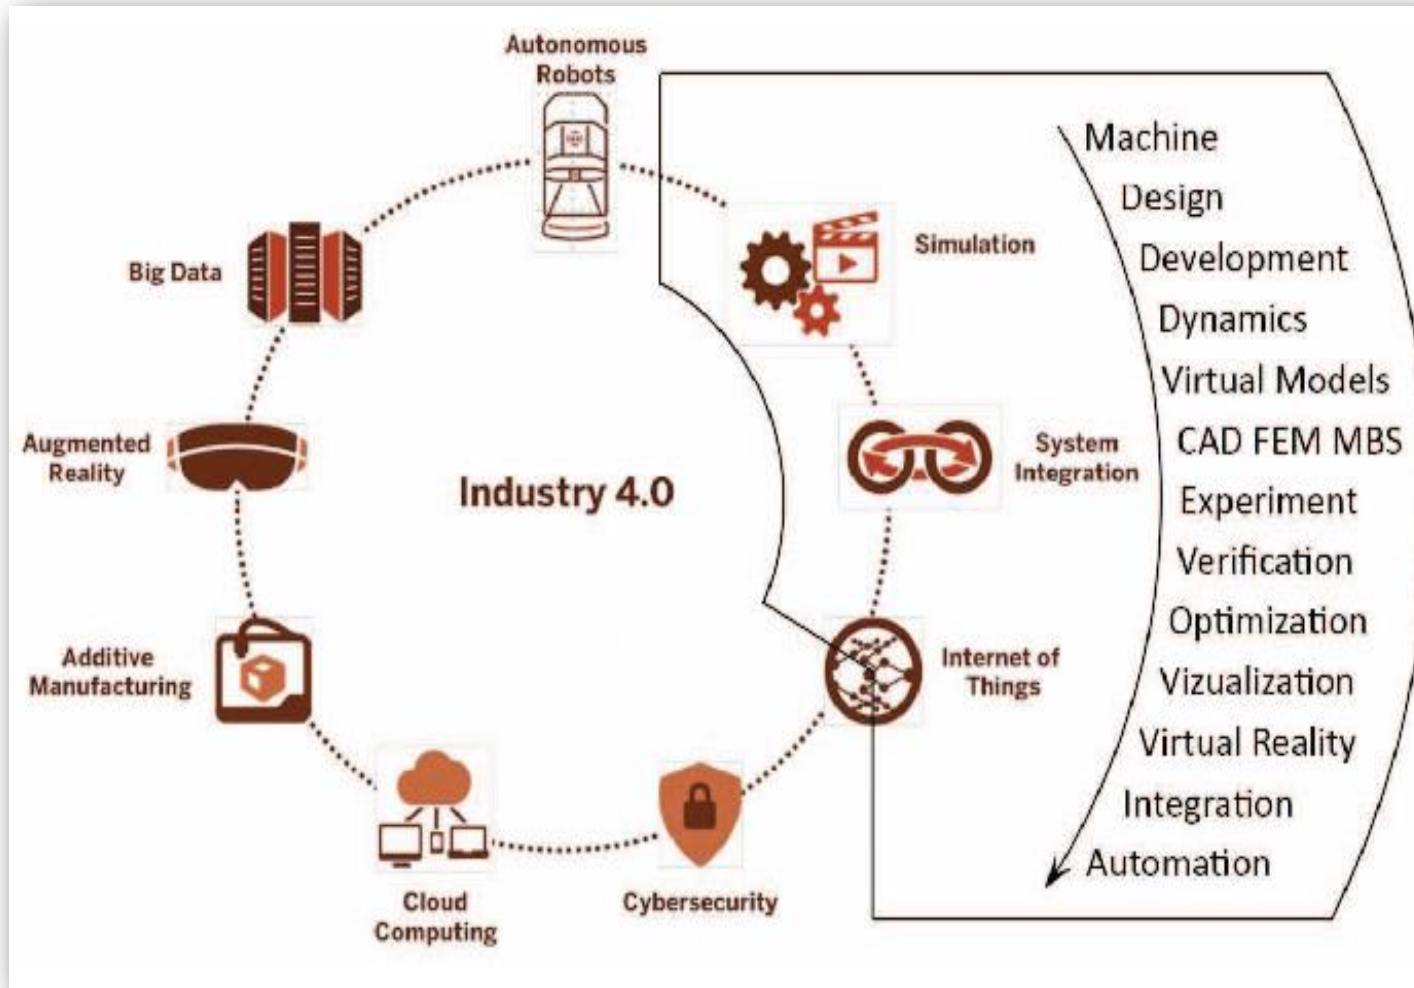 Autonomous
Robots
Simulation
System
Integration
Internet of
Things
Cybersecurity
Cloud
Computing
Additive
Manufacturing
Augmented
Reality
Big Data
Industry 4.0
Machine
Design
Development
Dynamics
Virtual Models
CAD FEM MBS
Experiment
Verification
Optimization
Vizualization
Virtual Reality
Integration
Automation